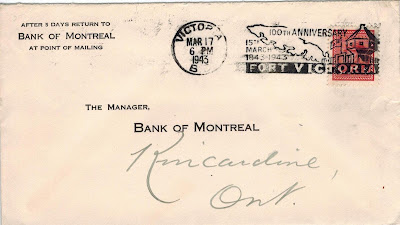 AFTER 5 DAYS RETURN TO
BANK OF MONTREAL
AT POINT OF MAILING
VICTORIA
MAR 17
6 PM
1943
100TH ANNIVERSARY
15TH
MARCH
1843-1943
FORT VICTORIA
THE MANAGER,
BANK OF MONTREAL
Kincardine,
Ont.